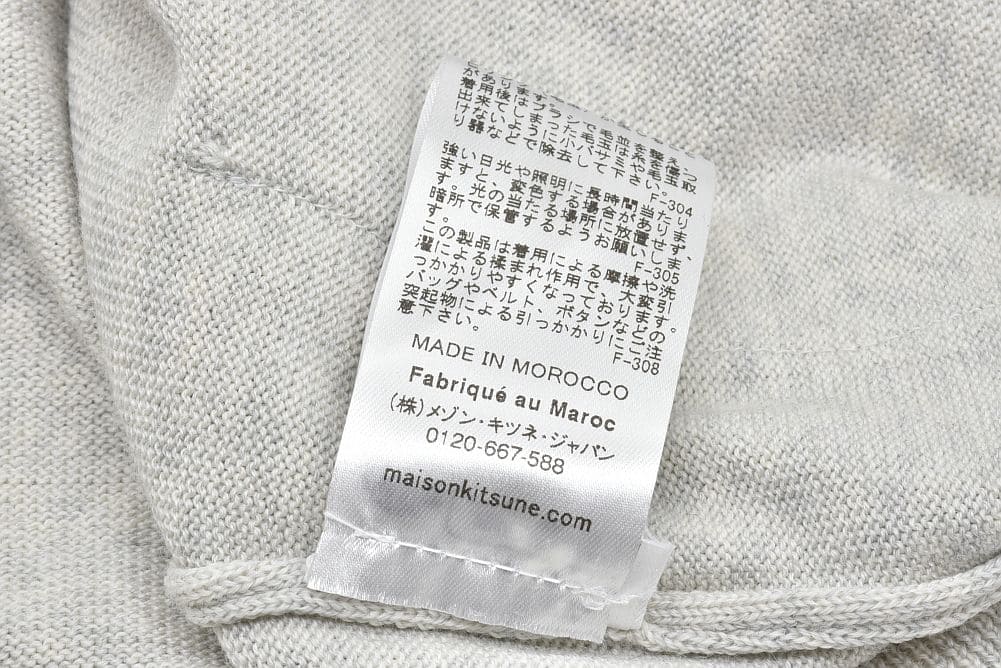 があります。
着用後はブラシで毛並を整え、
出来てしまった毛玉は糸を傷つ
けないように小バサミや毛玉取
り器などで除去して下さい。
F-304
強い日光や照明に長時間当たり
ますと、変色する場合があります
す。光の当たる場所に放置せず、
暗所で保管するようお願いしま
す。
F-305
この製品は着用による摩擦や洗
濯による揉まれ作用で、大変引
っかかりやすくなっております。
バッグやベルト、ボタンなどの
突起物による引っかかりにご注
意下さい。
F-308
MADE IN MOROCCO
Fabriqué au Maroc
(株)メゾン・キツネ・ジャパン
0120-667-588
maisonkitsune.com